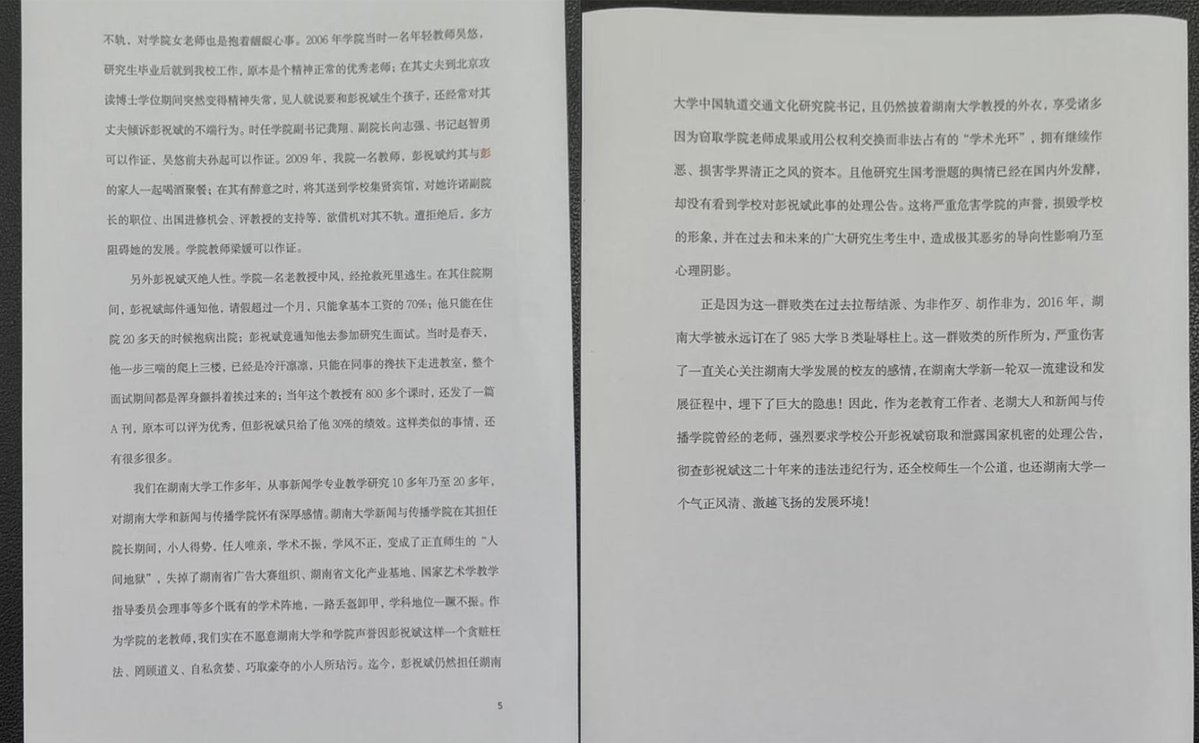 不轨，对学院女老师也是抱着龌龊心事。2006 年学院当时一名年轻教师吴悠，
研究生毕业后就到我校工作，原本是个精神正常的优秀老师；在其丈夫到北京攻
读博士学位期间突然变得精神失常，见人就说要和彭祝斌生个孩子，还经常对其
丈夫倾诉彭祝斌的不端行为。时任学院副书记龚翔、副院长向志强、书记赵智勇
可以作证，吴悠前夫孙起可以作证。2009 年，我院一名教师，彭祝斌约其与彭
的家人一起喝酒聚餐；在其有醉意之时，将其送到学校集贤宾馆，对她许诺副院
长的职位、出国进修机会、评教授的支持等，欲借机对其不轨。遭拒绝后，多方
阻碍她的发展。学院教师梁媛可以作证。
另外彭祝斌灭绝人性。学院一名老教授中风，经抢救死里逃生。在其住院期
间，彭祝斌邮件通知他，请假超过一个月，只能拿基本工资的 70%；他只能在住
院 20 多天的时候抱病出院；彭祝斌竟通知他去参加研究生面试。当时是春天，
他一步三喘的爬上三楼，已经是冷汗凛凛，只能在同事的搀扶下走进教室，整个
面试期间都是浑身颤抖着挨过来的；当年这个教授有 800 多个课时，还发了一篇
A 刊，原本可以评为优秀，但彭祝斌只给了他 30%的绩效。这样类似的事情，还
有很多很多。
我们在湖南大学工作多年，从事新闻学专业教学研究 10 多年乃至 20 多年，
对湖南大学和新闻与传播学院怀有深厚感情。湖南大学新闻与传播学院在其担任
院长期间，小人得势，任人唯亲，学术不振，学风不正，变成了正直师生的“人
间地狱”，失掉了湖南省广告大赛组织、湖南省文化产业基地、国家艺术学教学
指导委员会理事等多个既有的学术阵地，一路丢盔卸甲，学科地位一蹶不振。作
为学院的老教师，我们实在不愿意湖南大学和学院声誉因彭祝斌这样一个贪赃枉
法、罔顾道义、自私贪婪、巧取豪夺的小人所玷污。迄今，彭祝斌仍然担任湖南
5
大学中国轨道交通文化研究院书记，且仍然披着湖南大学教授的外衣，享受诸多
因为窃取学院老师成果或用公权利交换而非法占有的“学术光环”，拥有继续作
恶、损害学界清正之风的资本。且他研究生国考泄题的舆情已经在国内外发酵，
却没有看到学校对彭祝斌此事的处理公告。这将严重危害学院的声誉，损毁学校
的形象，并在过去和未来的广大研究生考生中，造成极其恶劣的导向性影响乃至
心理阴影。
正是因为这一群败类在过去拉帮结派、为非作歹、胡作非为，2016 年，湖
南大学被永远订在了 985 大学 B 类耻辱柱上。这一群败类的所作所为，严重伤害
了一直关心关注湖南大学发展的校友的感情，在湖南大学新一轮双一流建设和发
展征程中，埋下了巨大的隐患！因此，作为老教育工作者、老湖大人和新闻与传
播学院曾经的老师，强烈要求学校公开彭祝斌窃取和泄露国家机密的处理公告，
彻查彭祝斌这二十年来的违法违纪行为，还全校师生一个公道，也还湖南大学一
个气正风清、激越飞扬的发展环境！